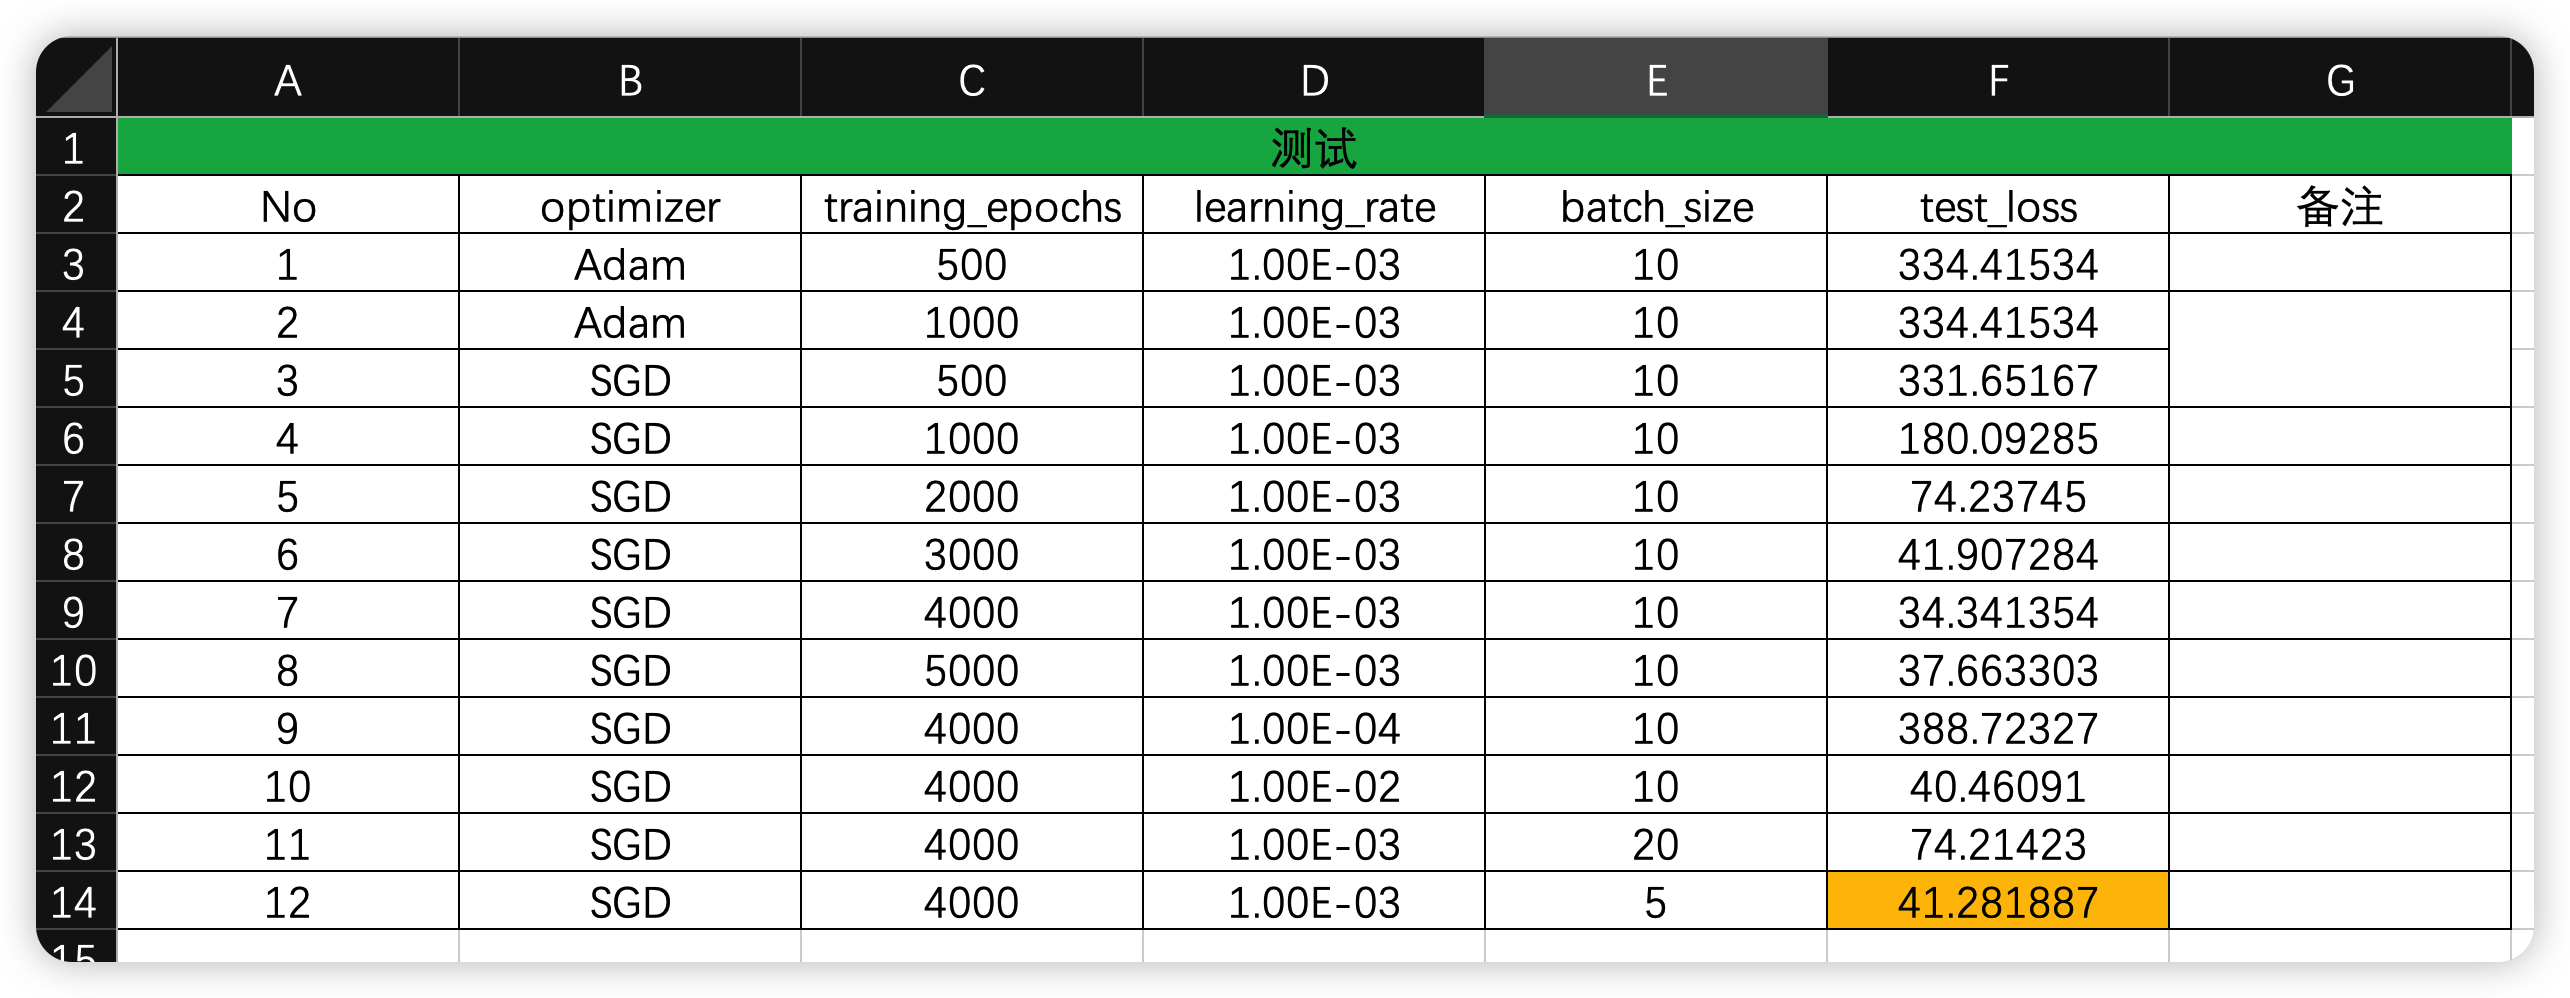 A B C D E F G
1 测试
2 No optimizer training_epochs learning_rate batch_size test_loss 备注
3 1 Adam 500 1.00E-03 10 334.41534
4 2 Adam 1000 1.00E-03 10 334.41534
5 3 SGD 500 1.00E-03 10 331.65167
6 4 SGD 1000 1.00E-03 10 180.09285
7 5 SGD 2000 1.00E-03 10 74.23745
8 6 SGD 3000 1.00E-03 10 41.907284
9 7 SGD 4000 1.00E-03 10 34.341354
10 8 SGD 5000 1.00E-03 10 37.663303
11 9 SGD 4000 1.00E-04 10 388.72327
12 10 SGD 4000 1.00E-02 10 40.46091
13 11 SGD 4000 1.00E-03 20 74.21423
14 12 SGD 4000 1.00E-03 5 41.281887
15